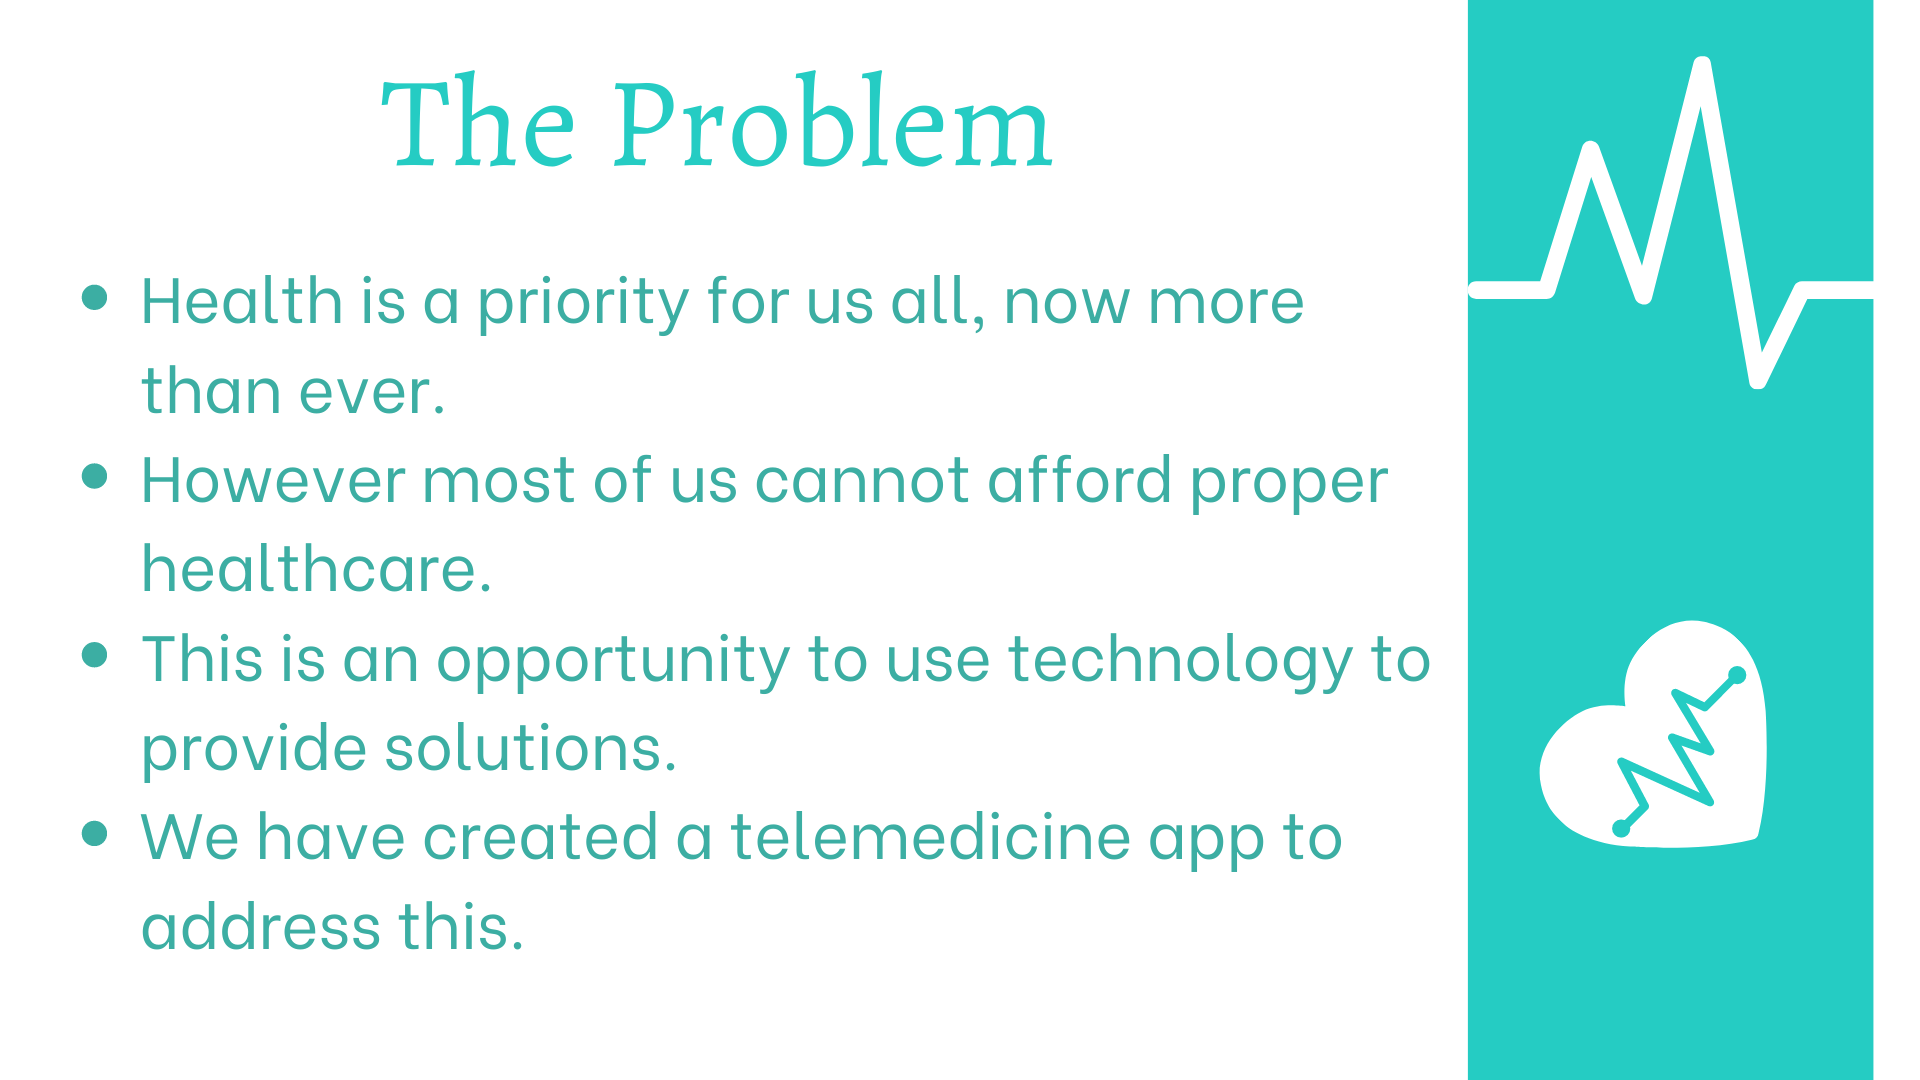 The Problem
• Health is a priority for us all, now more
than ever.
• However most of us cannot afford proper
healthcare.
• This is an opportunity to use technology to
provide solutions.
• We have created a telemedicine app to
address this.